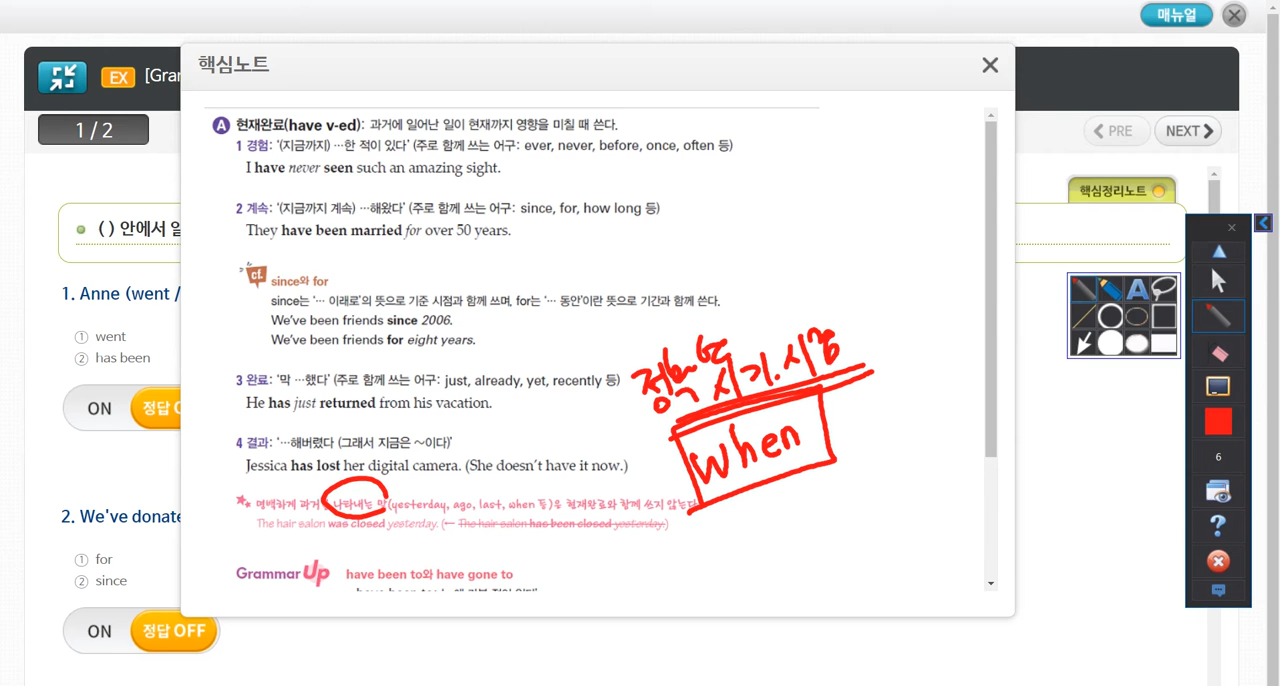 매뉴얼
EX [Gran
핵심노트
1 / 2
PRE
NEXT
핵심정리노트
( ) 안에서 일
1. Anne (went /
① went
② has been
ON 정답 O
2. We've donate
① for
② since
ON 정답 OFF
A 현재완료(have v-ed): 과거에 일어난 일이 현재까지 영향을 미칠 때 쓴다.
1 경험: ‘(지금까지) …한 적이 있다’ (주로 함께 쓰는 어구: ever, never, before, once, often 등)
I have never seen such an amazing sight.
2 계속: ‘(지금까지 계속) …해왔다’ (주로 함께 쓰는 어구: since, for, how long 등)
They have been married for over 50 years.
cf. since와 for
since는 ‘… 이래로’의 뜻으로 기준 시점과 함께 쓰며, for는 ‘… 동안’이란 뜻으로 기간과 함께 쓴다.
We’ve been friends since 2006.
We’ve been friends for eight years.
3 완료: ‘막 …했다’ (주로 함께 쓰는 어구: just, already, yet, recently 등)
He has just returned from his vacation.
4 결과: ‘…해버렸다 (그래서 지금은 ~이다)’
Jessica has lost her digital camera. (She doesn’t have it now.)
명백하게 과거 나타내는 말(yesterday, ago, last, when 등)은 현재완료와 함께 쓰지 않는다
The hair salon was closed yesterday. (← The hair salon has been closed yesterday.)
Grammar Up have been to와 have gone to
시기. 시점
when
A
6
?